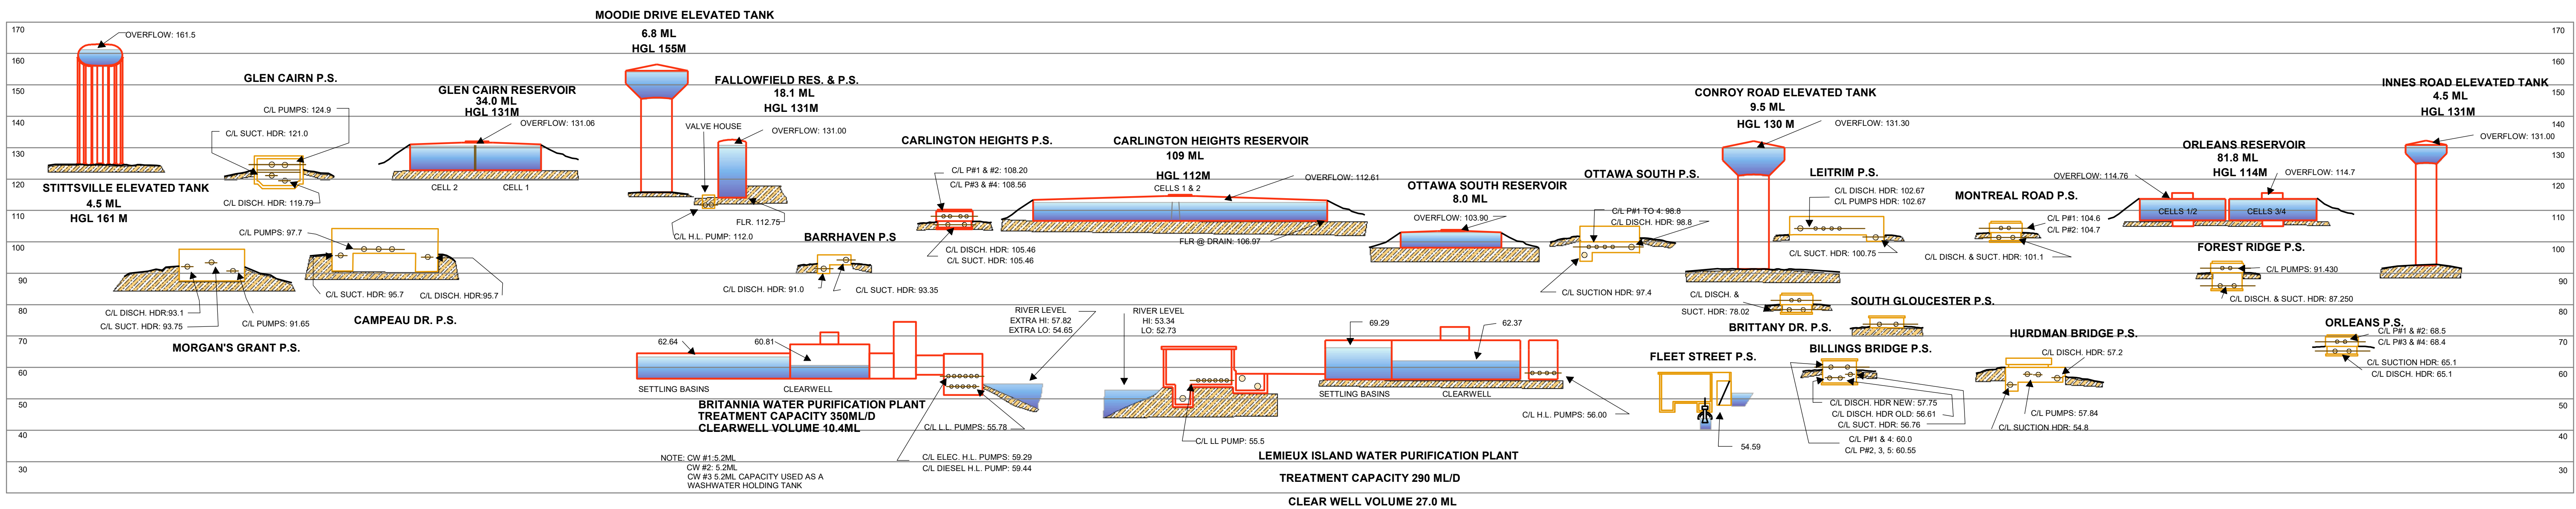 MOODIE DRIVE ELEVATED TANK
6.8 ML
HGL 155M
170
160
150
140
130
120
110
100
90
80
70
60
50
40
30
OVERFLOW: 161.5
STITTSVILLE ELEVATED TANK
4.5 ML
HGL 161 M
GLEN CAIRN P.S.
C/L PUMPS: 124.9
C/L SUCT. HDR: 121.0
C/L DISCH. HDR: 119.79
GLEN CAIRN RESERVOIR
34.0 ML
HGL 131M
OVERFLOW: 131.06
CELL 2
CELL 1
C/L DISCH. HDR:93.1
C/L SUCT. HDR: 93.75
C/L PUMPS: 91.65
MORGAN'S GRANT P.S.
C/L PUMPS: 97.7
C/L SUCT. HDR: 95.7
C/L DISCH. HDR:95.7
CAMPEAU DR. P.S.
FALLOWFIELD RES. & P.S.
18.1 ML
HGL 131M
VALVE HOUSE
OVERFLOW: 131.00
FLR. 112.75
C/L H.L. PUMP: 112.0
BARRHAVEN P.S
C/L DISCH. HDR: 91.0
C/L SUCT. HDR: 93.35
CARLINGTON HEIGHTS P.S.
C/L P#1 & #2: 108.20
C/L P#3 & #4: 108.56
C/L DISCH. HDR: 105.46
C/L SUCT. HDR: 105.46
CARLINGTON HEIGHTS RESERVOIR
109 ML
HGL 112M
CELLS 1 & 2
OVERFLOW: 112.61
FLR @ DRAIN: 106.97
OTTAWA SOUTH RESERVOIR
8.0 ML
OVERFLOW: 103.90
OTTAWA SOUTH P.S.
C/L P#1 TO 4: 98.8
C/L DISCH. HDR: 98.8
C/L SUCTION HDR: 97.4
CONROY ROAD ELEVATED TANK
9.5 ML
HGL 130 M
OVERFLOW: 131.30
LEITRIM P.S.
C/L DISCH. HDR: 102.67
C/L PUMPS HDR: 102.67
C/L SUCT. HDR: 100.75
MONTREAL ROAD P.S.
C/L P#1: 104.6
C/L P#2: 104.7
C/L DISCH. & SUCT. HDR: 101.1
ORLEANS RESERVOIR
81.8 ML
HGL 114M
OVERFLOW: 114.76
OVERFLOW: 114.7
CELLS 1/2
CELLS 3/4
FOREST RIDGE P.S.
C/L PUMPS: 91.430
C/L DISCH. & SUCT. HDR: 87.250
INNES ROAD ELEVATED TANK
4.5 ML
HGL 131M
OVERFLOW: 131.00
62.64
60.81
SETTLING BASINS
CLEARWELL
BRITANNIA WATER PURIFICATION PLANT
TREATMENT CAPACITY 350ML/D
CLEARWELL VOLUME 10.4ML
NOTE: CW #1:5.2ML
CW #2: 5.2ML
CW #3 5.2ML CAPACITY USED AS A
WASHWATER HOLDING TANK
RIVER LEVEL
EXTRA HI: 57.82
EXTRA LO: 54.65
C/L L.L. PUMPS: 55.78
C/L ELEC. H.L. PUMPS: 59.29
C/L DIESEL H.L. PUMP: 59.44
RIVER LEVEL
HI: 53.34
LO: 52.73
C/L LL PUMP: 55.5
69.29
62.37
SETTLING BASINS
CLEARWELL
C/L H.L. PUMPS: 56.00
LEMIEUX ISLAND WATER PURIFICATION PLANT
TREATMENT CAPACITY 290 ML/D
CLEAR WELL VOLUME 27.0 ML
FLEET STREET P.S.
54.59
C/L DISCH. &
SUCT. HDR: 78.02
BRITTANY DR. P.S.
SOUTH GLOUCESTER P.S.
BILLINGS BRIDGE P.S.
C/L DISCH. HDR NEW: 57.75
C/L DISCH. HDR OLD: 56.61
C/L SUCT. HDR: 56.76
C/L P#1 & 4: 60.0
C/L P#2, 3, 5: 60.55
HURDMAN BRIDGE P.S.
C/L DISCH. HDR: 57.2
C/L PUMPS: 57.84
C/L SUCTION HDR: 54.8
ORLEANS P.S.
C/L P#1 & #2: 68.5
C/L P#3 & #4: 68.4
C/L SUCTION HDR: 65.1
C/L DISCH. HDR: 65.1
170
160
150
140
130
120
110
100
90
80
70
60
50
40
30